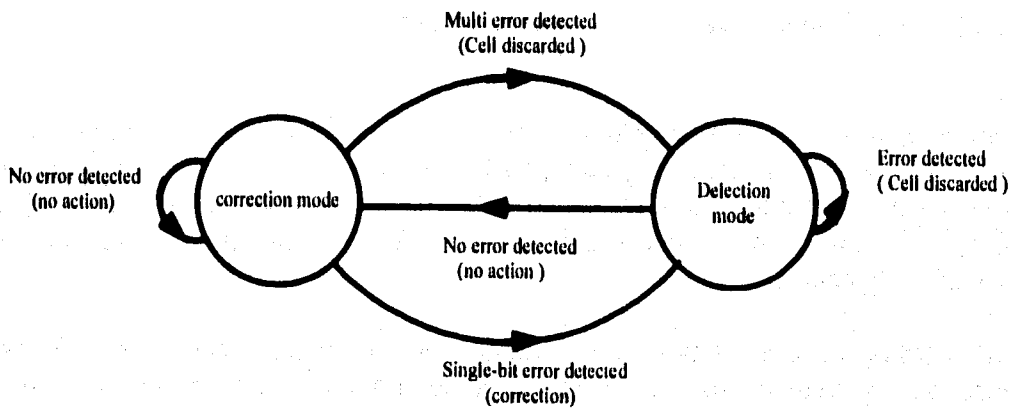 Multi error detected
(Cell discarded )
No error detected
(no action)
correction mode
Delection
mode
Error detected
( Cell discarded )
No error detected
(no action )
Single-bit error detected
(correction)